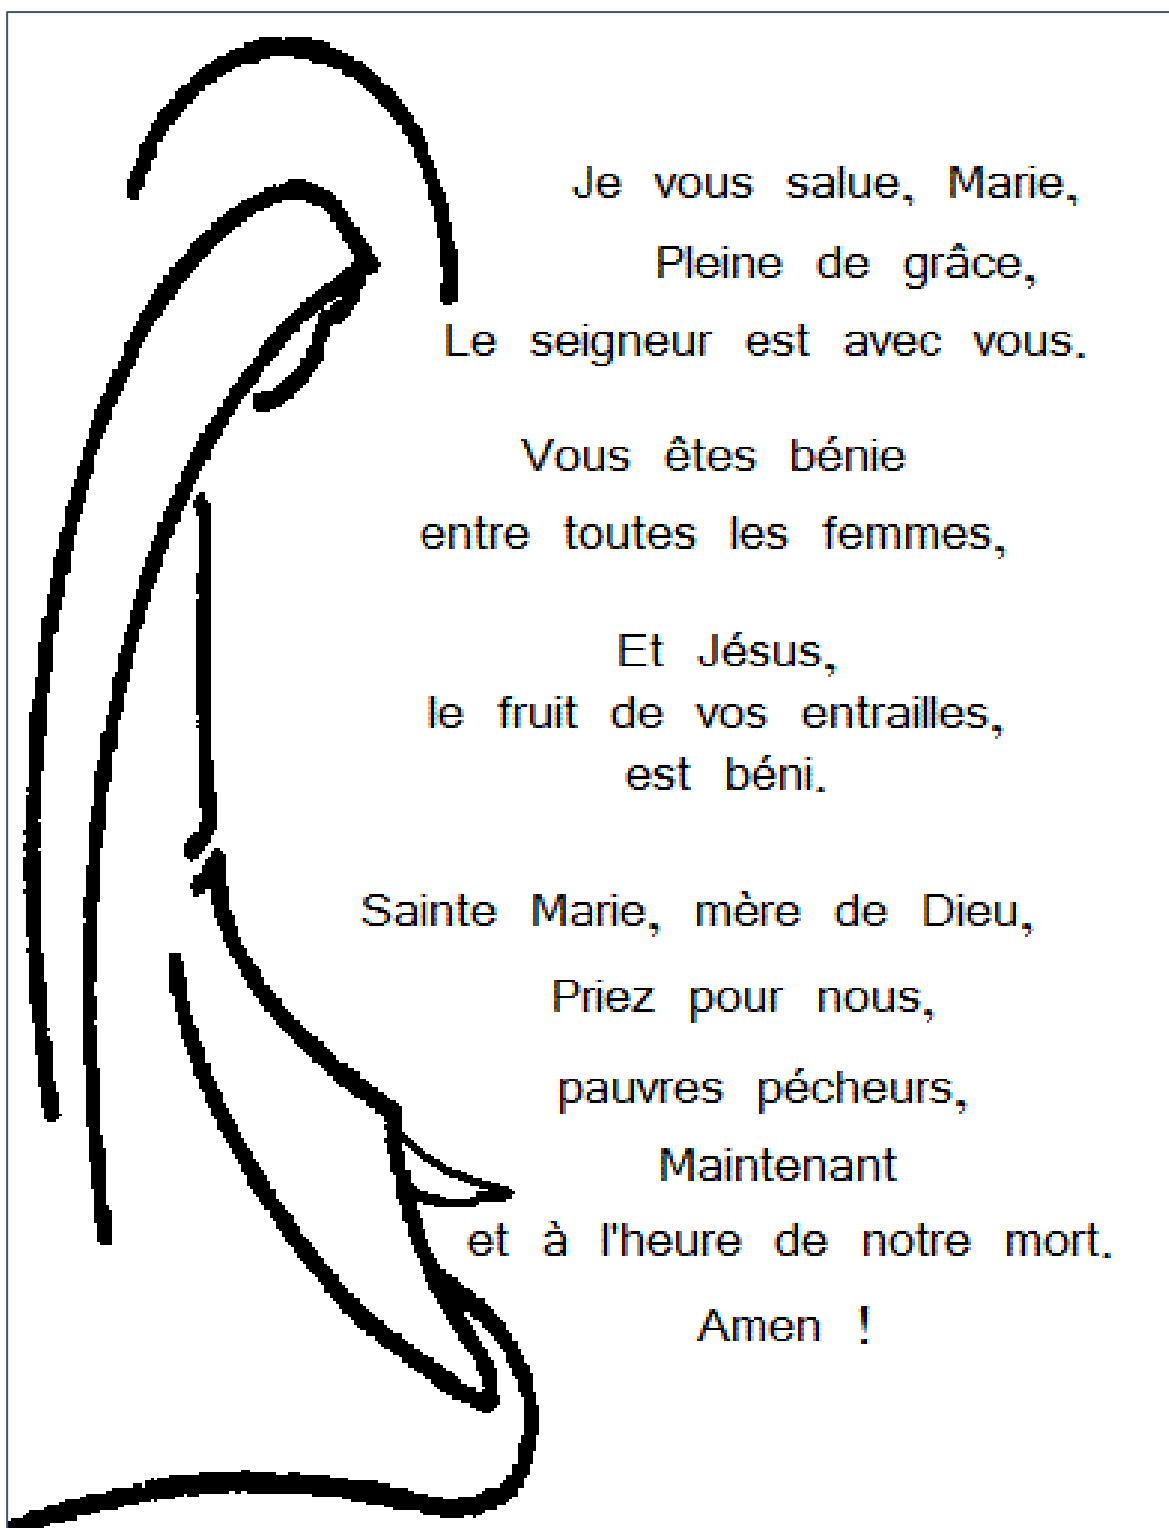 Je vous salue, Marie,
Pleine de grâce,
Le seigneur est avec vous.
Vous êtes bénie
entre toutes les femmes,
Et Jésus,
le fruit de vos entrailles,
est béni.
Sainte Marie, mère de Dieu,
Priez pour nous,
pauvres pécheurs,
Maintenant
et à l'heure de notre mort.
Amen !